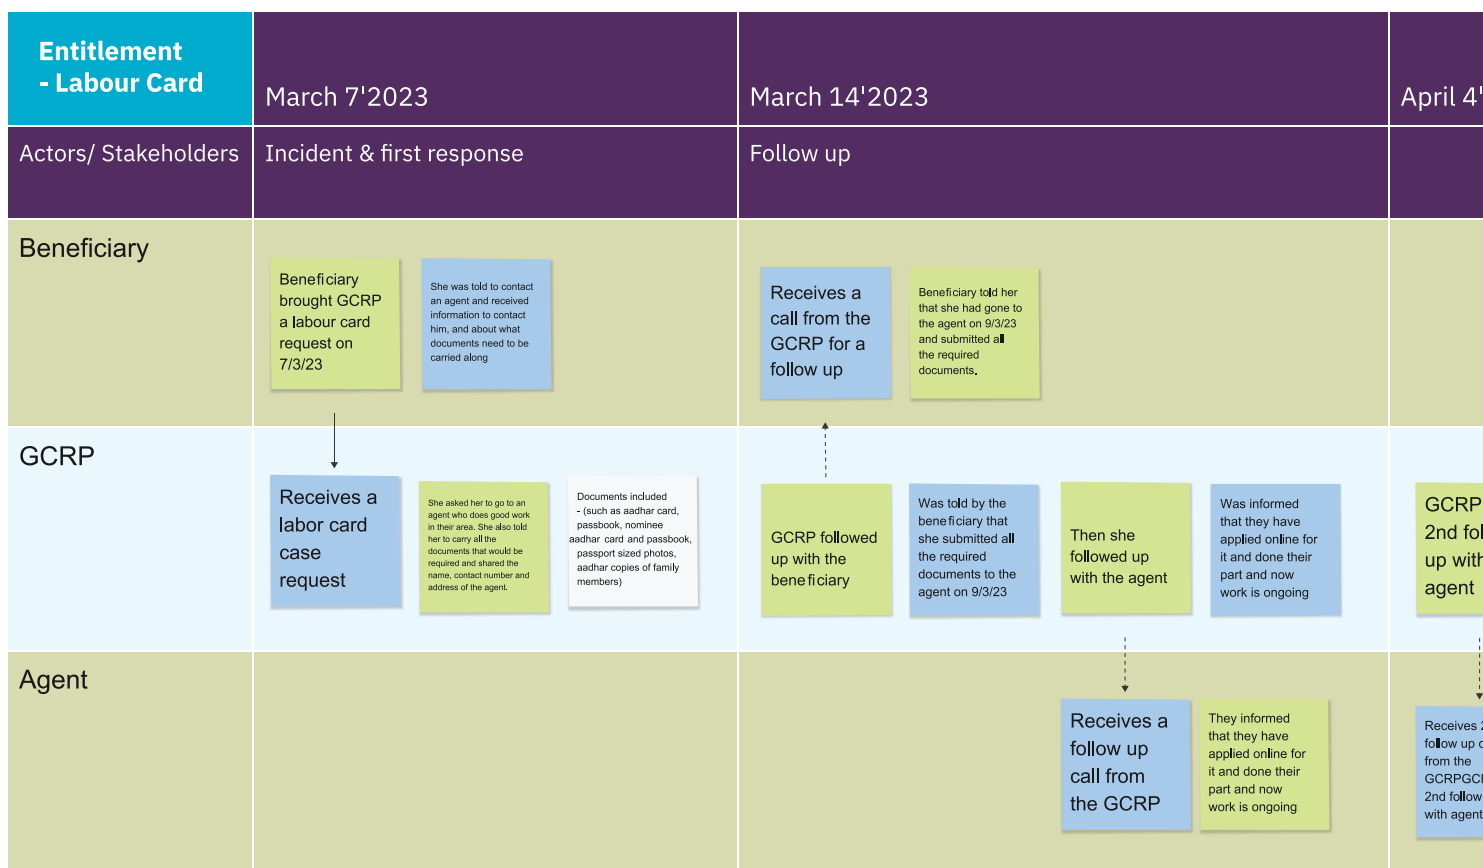 Entitlement
- Labour Card
March 7'2023
March 14'2023
April 4'
Actors/ Stakeholders
Incident & first response
Follow up
Beneficiary
Beneficiary
brought GCRP
a labour card
request on
7/3/23
She was told to contact
an agent and received
information to contact
him, and about what
documents need to be
carried along
Receives a
call from the
GCRP for a
follow up
Beneficiary told her
that she had gone to
the agent on 9/3/23
and submitted all
the required
documents.
GCRP
Receives a
labor card
case
request
She asked her to go to an
agent who does good work
in their area. She also told
her to carry all the
documents that would be
required and shared the
name, contact number and
address of the agent.
Documents included
- (such as aadhar card,
passbook, nominee
aadhar card and passbook,
passport sized photos,
aadhar copies of family
members)
GCRP followed
up with the
beneficiary
Was told by the
beneficiary that
she submitted all
the required
documents to the
agent on 9/3/23
Then she
followed up
with the agent
Was informed
that they have
applied online for
it and done their
part and now
work is ongoing
GCRP
2nd fol
up with
agent
Agent
Receives a
follow up
call from
the GCRP
They informed
that they have
applied online for
it and done their
part and now
work is ongoing
Receives
follow up
from the
GCRPGC
2nd follow
with agent